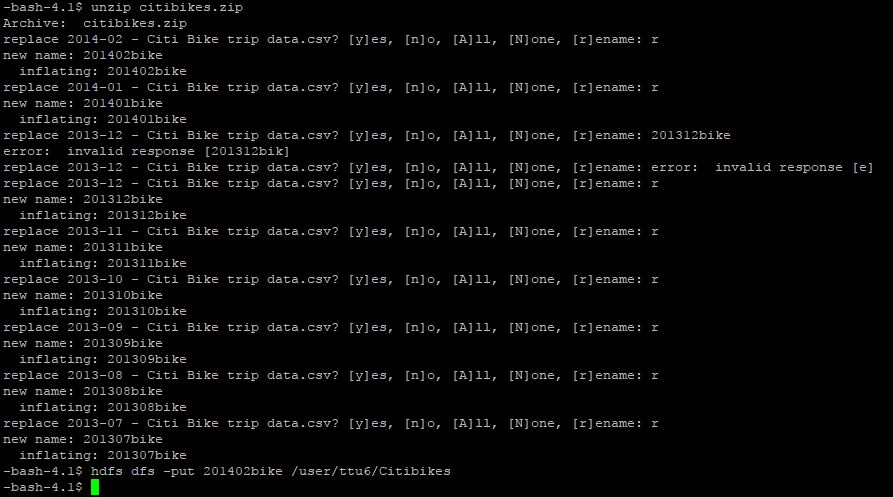 -bash-4.1$ unzip citibikes.zip
Archive:  citibikes.zip
replace 2014-02 - Citi Bike trip data.csv? [y]es, [n]o, [A]ll, [N]one, [r]ename: r
new name: 201402bike
  inflating: 201402bike
replace 2014-01 - Citi Bike trip data.csv? [y]es, [n]o, [A]ll, [N]one, [r]ename: r
new name: 201401bike
  inflating: 201401bike
replace 2013-12 - Citi Bike trip data.csv? [y]es, [n]o, [A]ll, [N]one, [r]ename: 201312bike
error:  invalid response [201312bik]
replace 2013-12 - Citi Bike trip data.csv? [y]es, [n]o, [A]ll, [N]one, [r]ename: error:  invalid response [e]
replace 2013-12 - Citi Bike trip data.csv? [y]es, [n]o, [A]ll, [N]one, [r]ename: r
new name: 201312bike
  inflating: 201312bike
replace 2013-11 - Citi Bike trip data.csv? [y]es, [n]o, [A]ll, [N]one, [r]ename: r
new name: 201311bike
  inflating: 201311bike
replace 2013-10 - Citi Bike trip data.csv? [y]es, [n]o, [A]ll, [N]one, [r]ename: r
new name: 201310bike
  inflating: 201310bike
replace 2013-09 - Citi Bike trip data.csv? [y]es, [n]o, [A]ll, [N]one, [r]ename: r
new name: 201309bike
  inflating: 201309bike
replace 2013-08 - Citi Bike trip data.csv? [y]es, [n]o, [A]ll, [N]one, [r]ename: r
new name: 201308bike
  inflating: 201308bike
replace 2013-07 - Citi Bike trip data.csv? [y]es, [n]o, [A]ll, [N]one, [r]ename: r
new name: 201307bike
  inflating: 201307bike
-bash-4.1$ hdfs dfs -put 201402bike /user/ttu6/Citibikes
-bash-4.1$